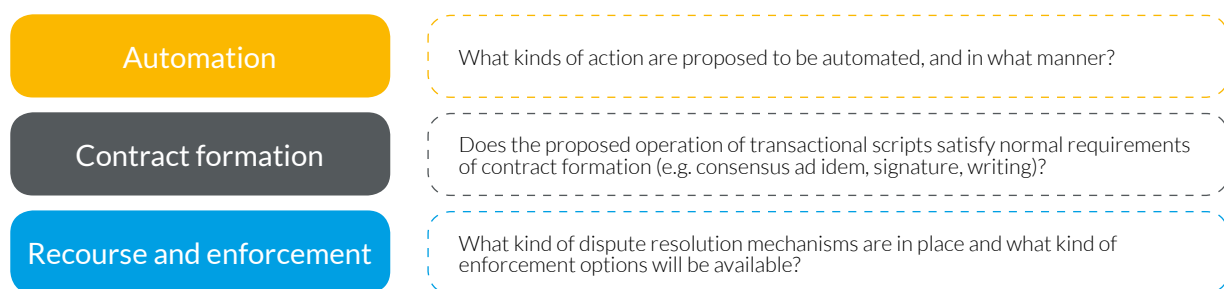 Automation
What kinds of action are proposed to be automated, and in what manner?
Contract formation
Does the proposed operation of transactional scripts satisfy normal requirements
of contract formation (e.g. consensus ad idem, signature, writing)?
Recourse and enforcement
What kind of dispute resolution mechanisms are in place and what kind of
enforcement options will be available?